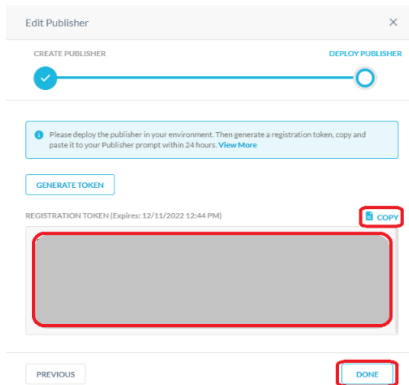 Edit Publisher
CREATE PUBLISHER
DEPLOY PUBLISHER
Please deploy the publisher in your environment. Then generate a registration token, copy and
paste it to your Publisher prompt within 24 hours. View More
GENERATE TOKEN
REGISTRATION TOKEN (Expires: 12/11/2022 12:44 PM)
COPY
PREVIOUS
DONE